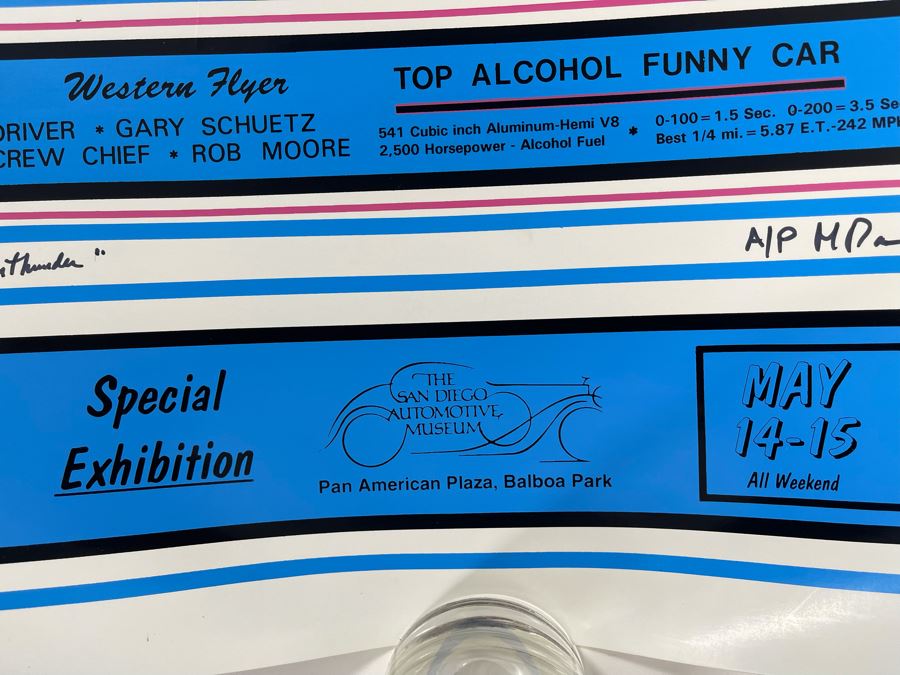 Western Flyer
DRIVER * GARY SCHUETZ
CREW CHIEF * ROB MOORE
TOP ALCOHOL FUNNY CAR
541 Cubic inch Aluminum-Hemi V8
2,500 Horsepower - Alcohol Fuel
*
0-100 = 1.5 Sec. 0-200 = 3.5 Se
Best 1/4 mi. = 5.87 E.T.-242 MPH
Thunder "
A/P
Special
Exhibition
THE
SAN DIEGO
AUTOMOTIVE
MUSEUM
Pan American Plaza, Balboa Park
MAY
14-15
All Weekend